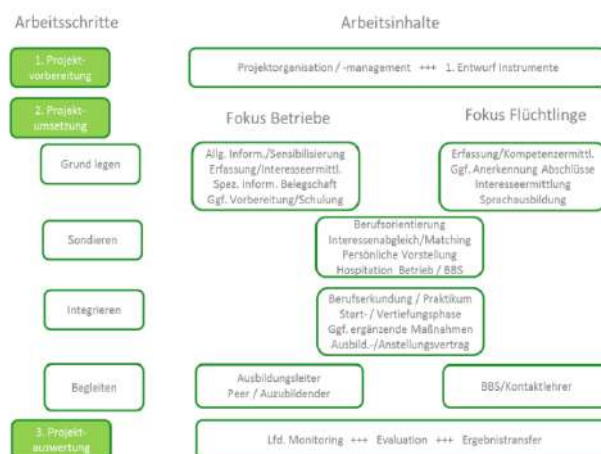 Arbeitsschritte
Arbeitsinhalte
1. Projekt-
vorbereitung
Projektorganisation / -management +++ 1. Entwurf Instrumente
2. Projekt-
umsetzung
Fokus Betriebe
Fokus Flüchtlinge
Grund legen
Allg. Inform./Sensibilisierung
Erfassung/Interesseermittl.
Spez. Inform. Belegschaft
Ggf. Vorbereitung/Schulung
Erfassung/Kompetenzermittl.
Ggf. Anerkennung Abschlüsse
Interesseermittlung
Sprachausbildung
Sondieren
Berufsorientierung
Interessenabgleich/Matching
Persönliche Vorstellung
Hospitation Betrieb / BBS
Integrieren
Berufserkundung / Praktikum
Start- / Vertiefungsphase
Ggf. ergänzende Maßnahmen
Ausbild.-/Anstellungsvertrag
Begleiten
Ausbildungsleiter
Peer / Auzubildender
BBS/Kontaktlehrer
3. Projekt-
auswertung
Lfd. Monitoring +++ Evaluation +++ Ergebnistransfer